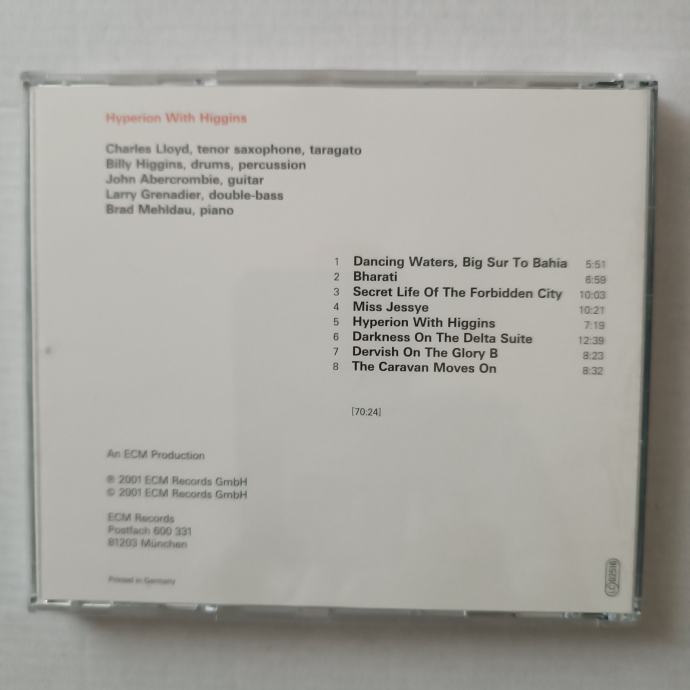 Hyperion With Higgins
Charles Lloyd, tenor saxophone, taragato
Billy Higgins, drums, percussion
John Abercrombie, guitar
Larry Grenadier, double-bass
Brad Mehldau, piano
1 Dancing Waters, Big Sur To Bahia 5:51
2 Bharati 6:59
3 Secret Life Of The Forbidden City 10:03
4 Miss Jessye 10:21
5 Hyperion With Higgins 7:19
6 Darkness On The Delta Suite 12:39
7 Dervish On The Glory B 8:23
8 The Caravan Moves On 8:32
[70:24]
An ECM Production
℗ 2001 ECM Records GmbH
© 2001 ECM Records GmbH
ECM Records
Postfach 600 331
81203 München
Printed in Germany
LC 02516